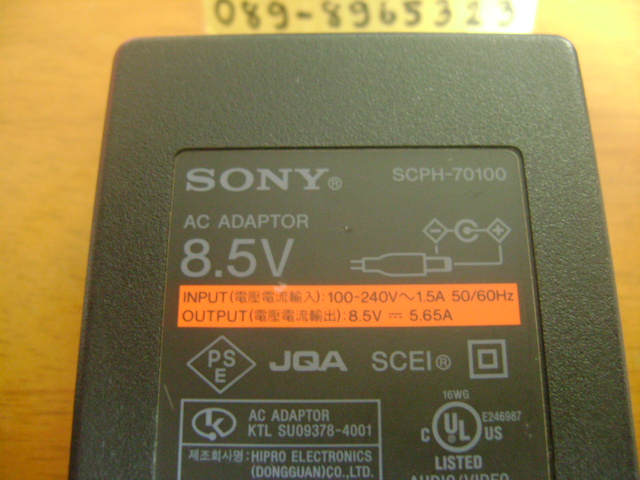 089-8965323
SONY® SCPH-70100
AC ADAPTOR
8.5V
INPUT(電壓電流輸入):100-240V～1.5A 50/60Hz
OUTPUT(電壓電流輸出):8.5V ⎓ 5.65A
PS
E
JQA SCEI®
K AC ADAPTOR
KTL SU09378-4001
제조회사명:HIPRO ELECTRONICS
(DONGGUAN)CO.,LTD.
16WG
E246987
C UL® US
LISTED
AUDIO/VIDEO